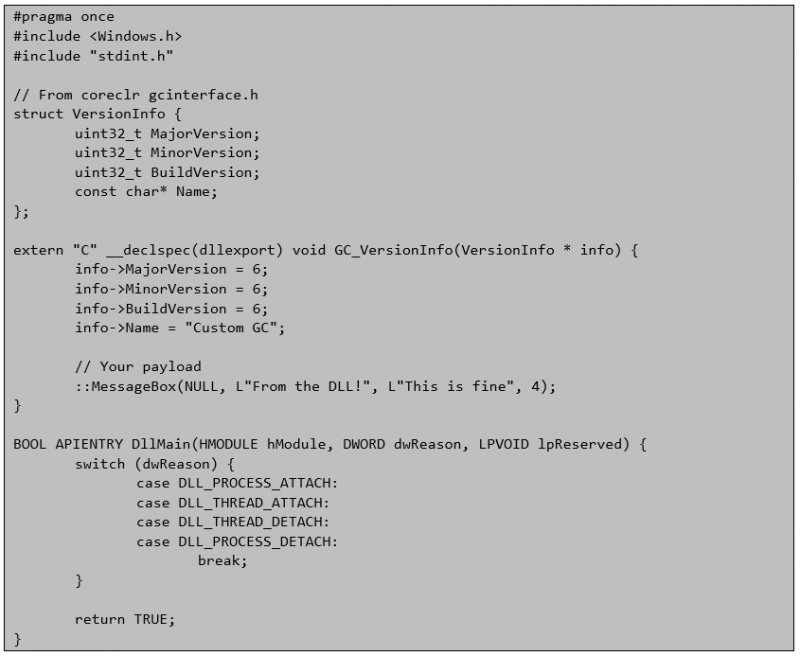 #pragma once
#include <Windows.h>
#include "stdint.h"

// From coreclr gcinterface.h
struct VersionInfo {
        uint32_t MajorVersion;
        uint32_t MinorVersion;
        uint32_t BuildVersion;
        const char* Name;
};

extern "C" __declspec(dllexport) void GC_VersionInfo(VersionInfo * info) {
        info->MajorVersion = 6;
        info->MinorVersion = 6;
        info->BuildVersion = 6;
        info->Name = "Custom GC";

        // Your payload
        ::MessageBox(NULL, L"From the DLL!", L"This is fine", 4);
}

BOOL APIENTRY DllMain(HMODULE hModule, DWORD dwReason, LPVOID lpReserved) {
        switch (dwReason) {
                case DLL_PROCESS_ATTACH:
                case DLL_THREAD_ATTACH:
                case DLL_THREAD_DETACH:
                case DLL_PROCESS_DETACH:
                        break;
        }

        return TRUE;
}